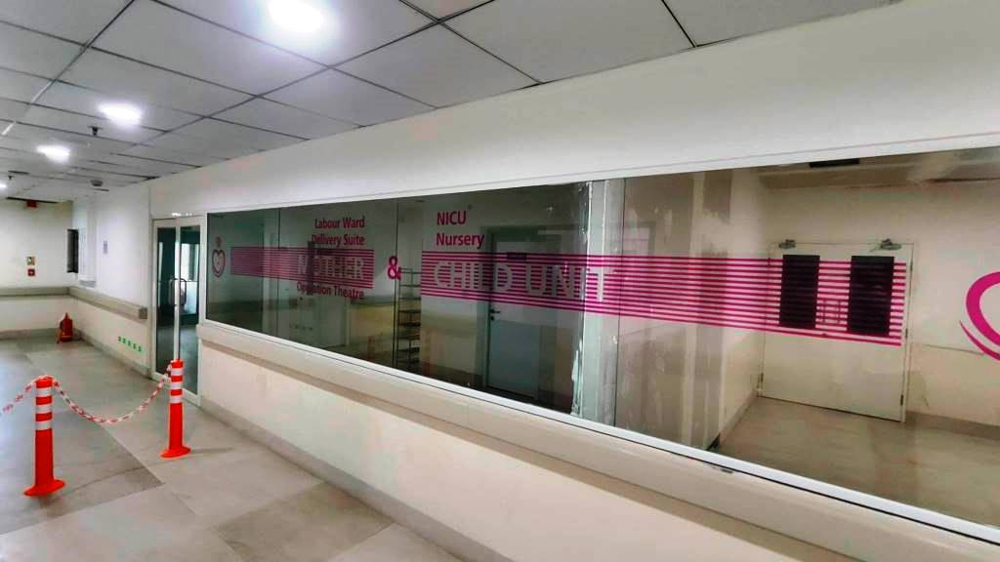 Labour Ward
Delivery Suite
MOTHER
Operation Theatre
&
NICU
Nursery
CHILD UNIT